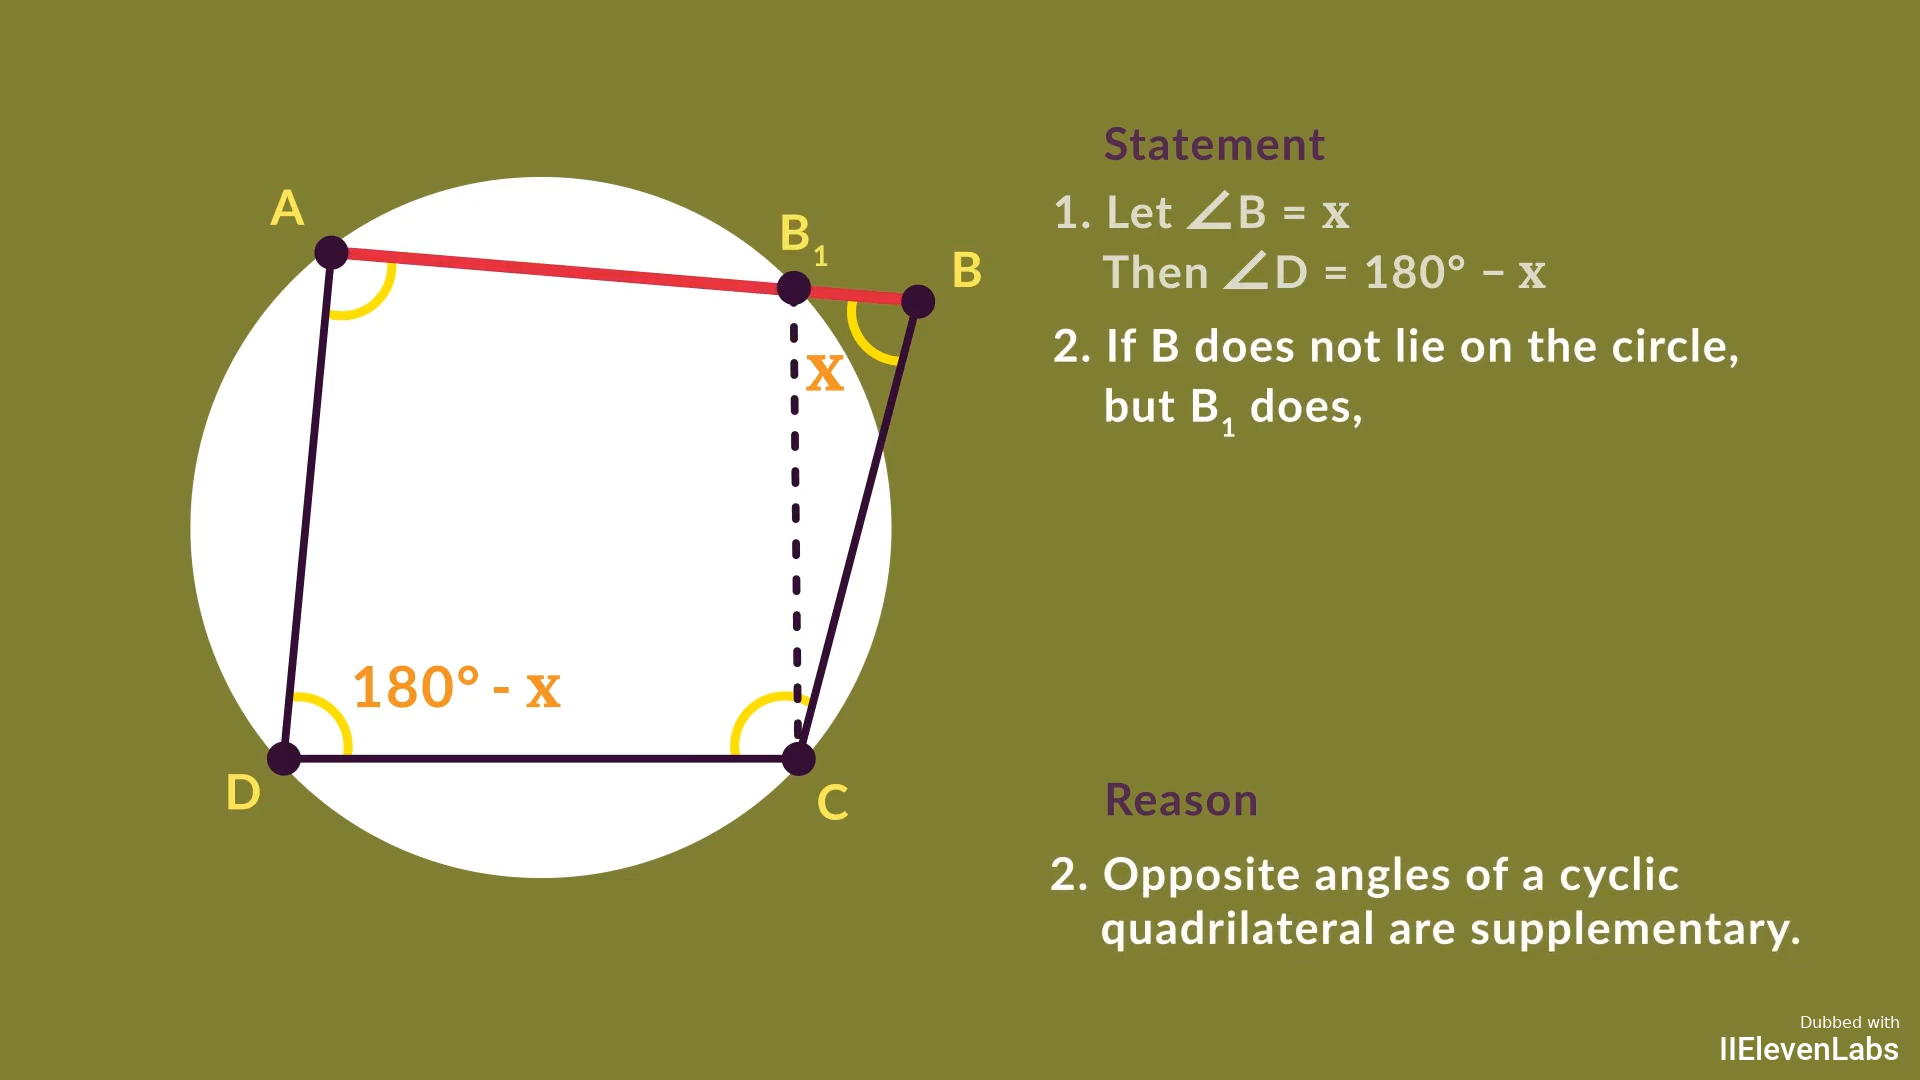 A
B₁
B
x
180° - x
D
C
Statement
1. Let ∠B = x
Then ∠D = 180° – x
2. If B does not lie on the circle,
but B₁ does,
Reason
2. Opposite angles of a cyclic
quadrilateral are supplementary.
Dubbed with
IIElevenLabs